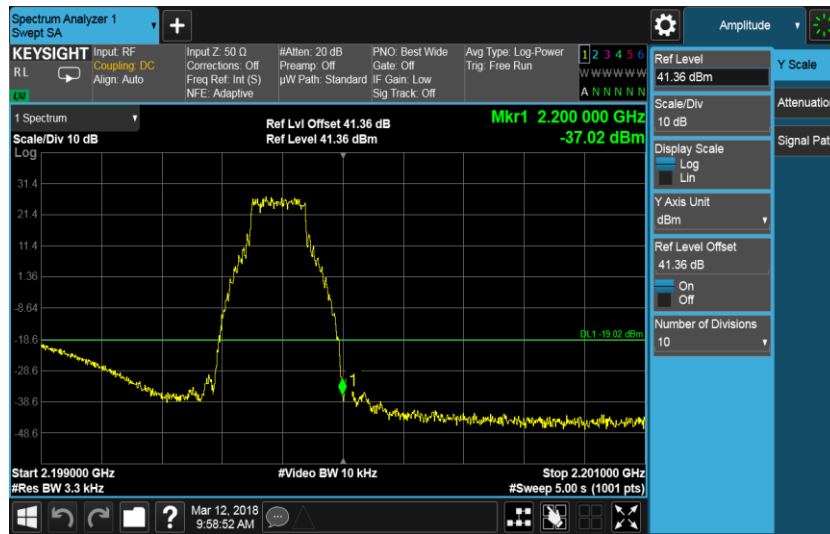 Spectrum Analyzer 1
Swept SA
+
Amplitude
KEYSIGHT
RL
LXI
Input: RF
Coupling: DC
Align: Auto
Input Z: 50 Ω
Corrections: Off
Freq Ref: Int (S)
NFE: Adaptive
#Atten: 20 dB
Preamp: Off
µW Path: Standard
PNO: Best Wide
Gate: Off
IF Gain: Low
Sig Track: Off
Avg Type: Log-Power
Trig: Free Run
1 2 3 4 5 6
W W W W W W
A N N N N N
1 Spectrum
Scale/Div 10 dB
Log
Ref Lvl Offset 41.36 dB
Ref Level 41.36 dBm
Mkr1 2.200 000 GHz
-37.02 dBm
31.4
21.4
11.4
1.36
-8.64
-18.6
-28.6
-38.6
-48.6
DL1 -19.02 dBm
1
Start 2.199000 GHz
#Res BW 3.3 kHz
#Video BW 10 kHz
Stop 2.201000 GHz
#Sweep 5.00 s (1001 pts)
Ref Level
41.36 dBm
Scale/Div
10 dB
Display Scale
Log
Lin
Y Axis Unit
dBm
Ref Level Offset
41.36 dB
On
Off
Number of Divisions
10
Y Scale
Attenuation
Signal Pat
?
Mar 12, 2018
9:58:52 AM